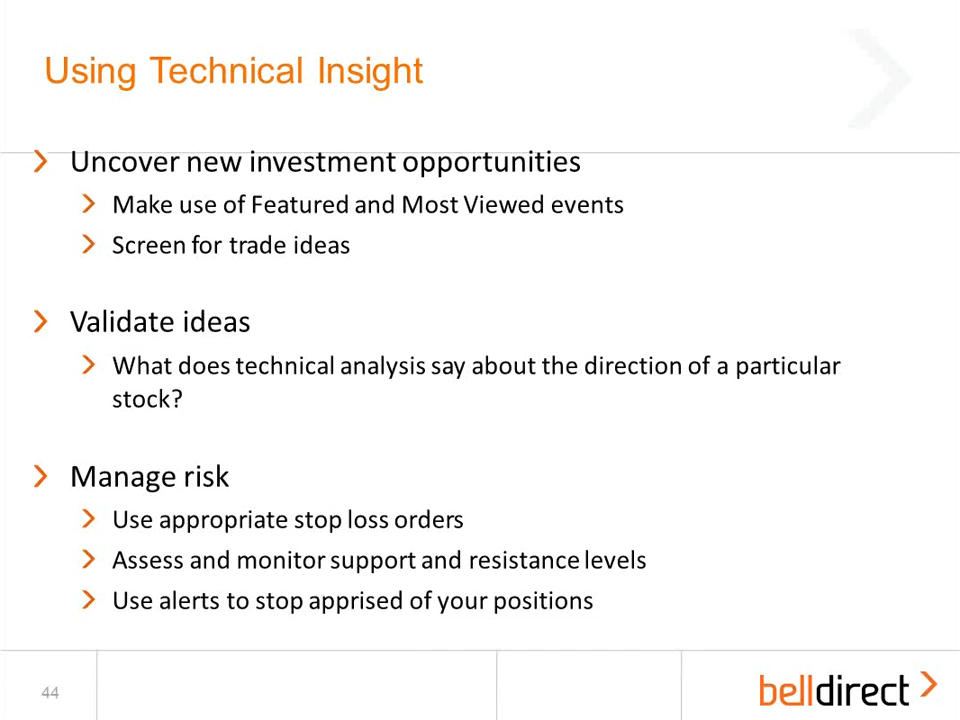 Using Technical Insight
Uncover new investment opportunities
Make use of Featured and Most Viewed events
Screen for trade ideas
Validate ideas
What does technical analysis say about the direction of a particular
stock?
Manage risk
Use appropriate stop loss orders
Assess and monitor support and resistance levels
Use alerts to stop apprised of your positions
44
belldirect